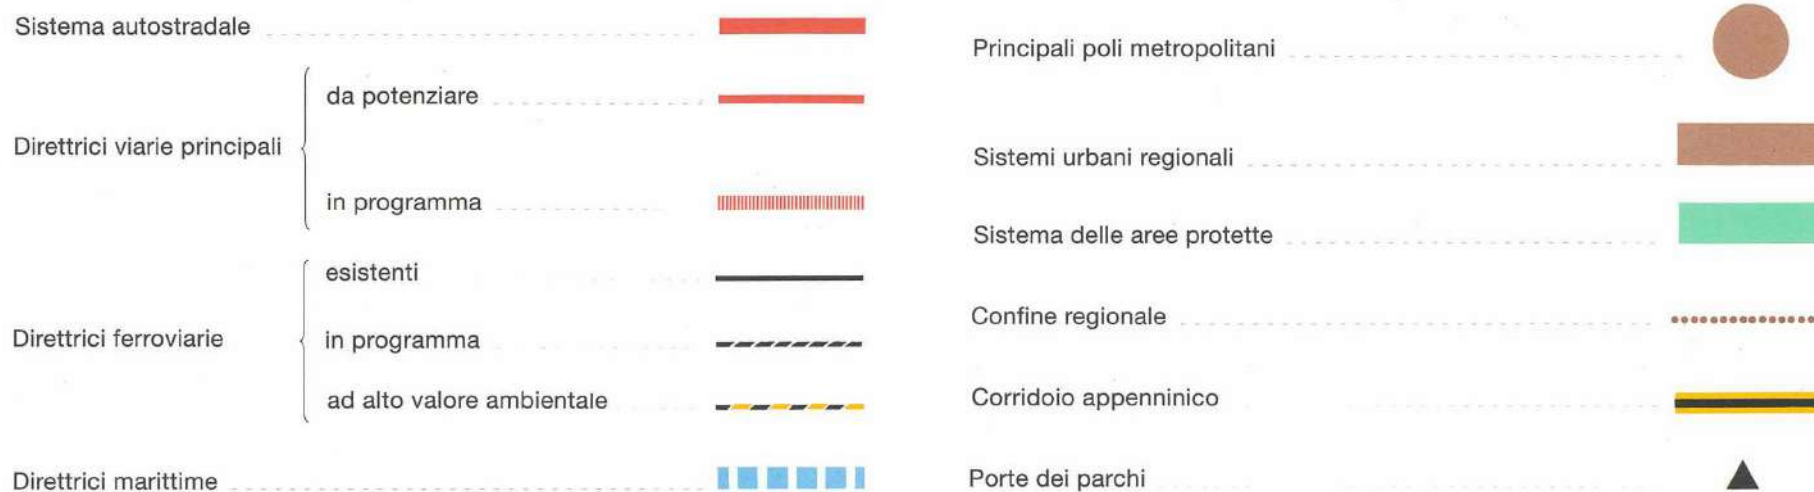 Sistema autostradale
Direttrici viarie principali
da potenziare
in programma
Direttrici ferroviarie
esistenti
in programma
ad alto valore ambientale
Direttrici marittime
Principali poli metropolitani
Sistemi urbani regionali
Sistema delle aree protette
Confine regionale
Corridoio appenninico
Porte dei parchi